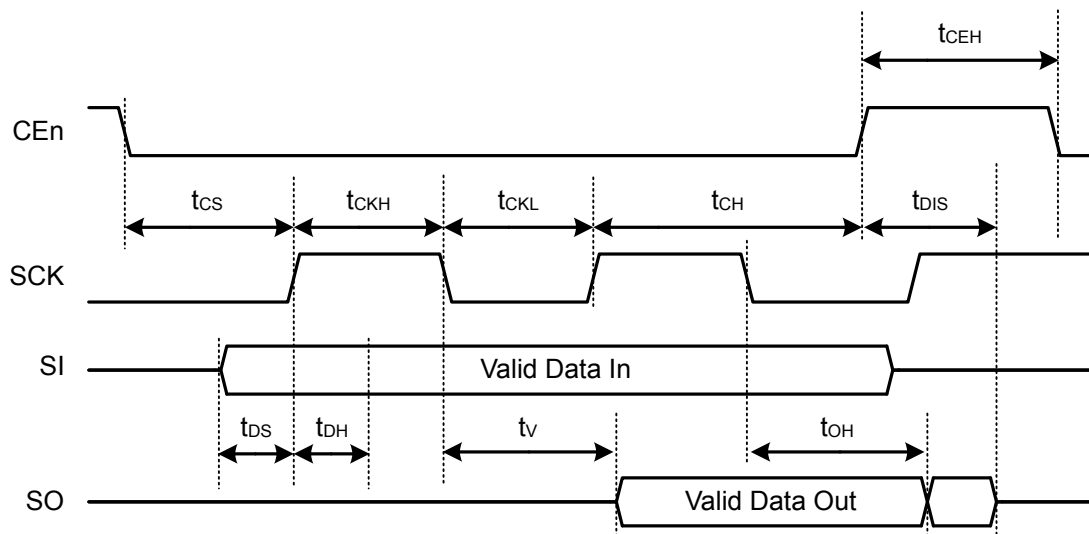 tCEH
CEn
tCS
tCKH
tCKL
tCH
tDIS
SCK
SI
Valid Data In
tDS
tDH
tV
tOH
SO
Valid Data Out